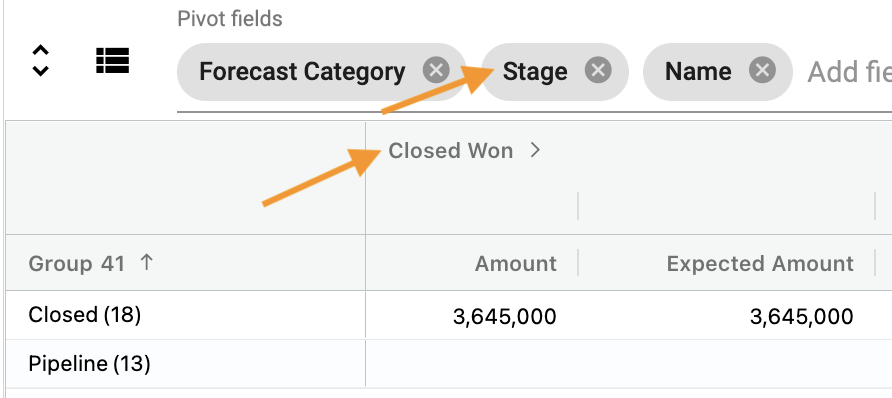 Pivot fields
Forecast Category Stage Name Add fie
Closed Won
Group 41 Amount Expected Amount
Closed (18) 3,645,000 3,645,000
Pipeline (13)